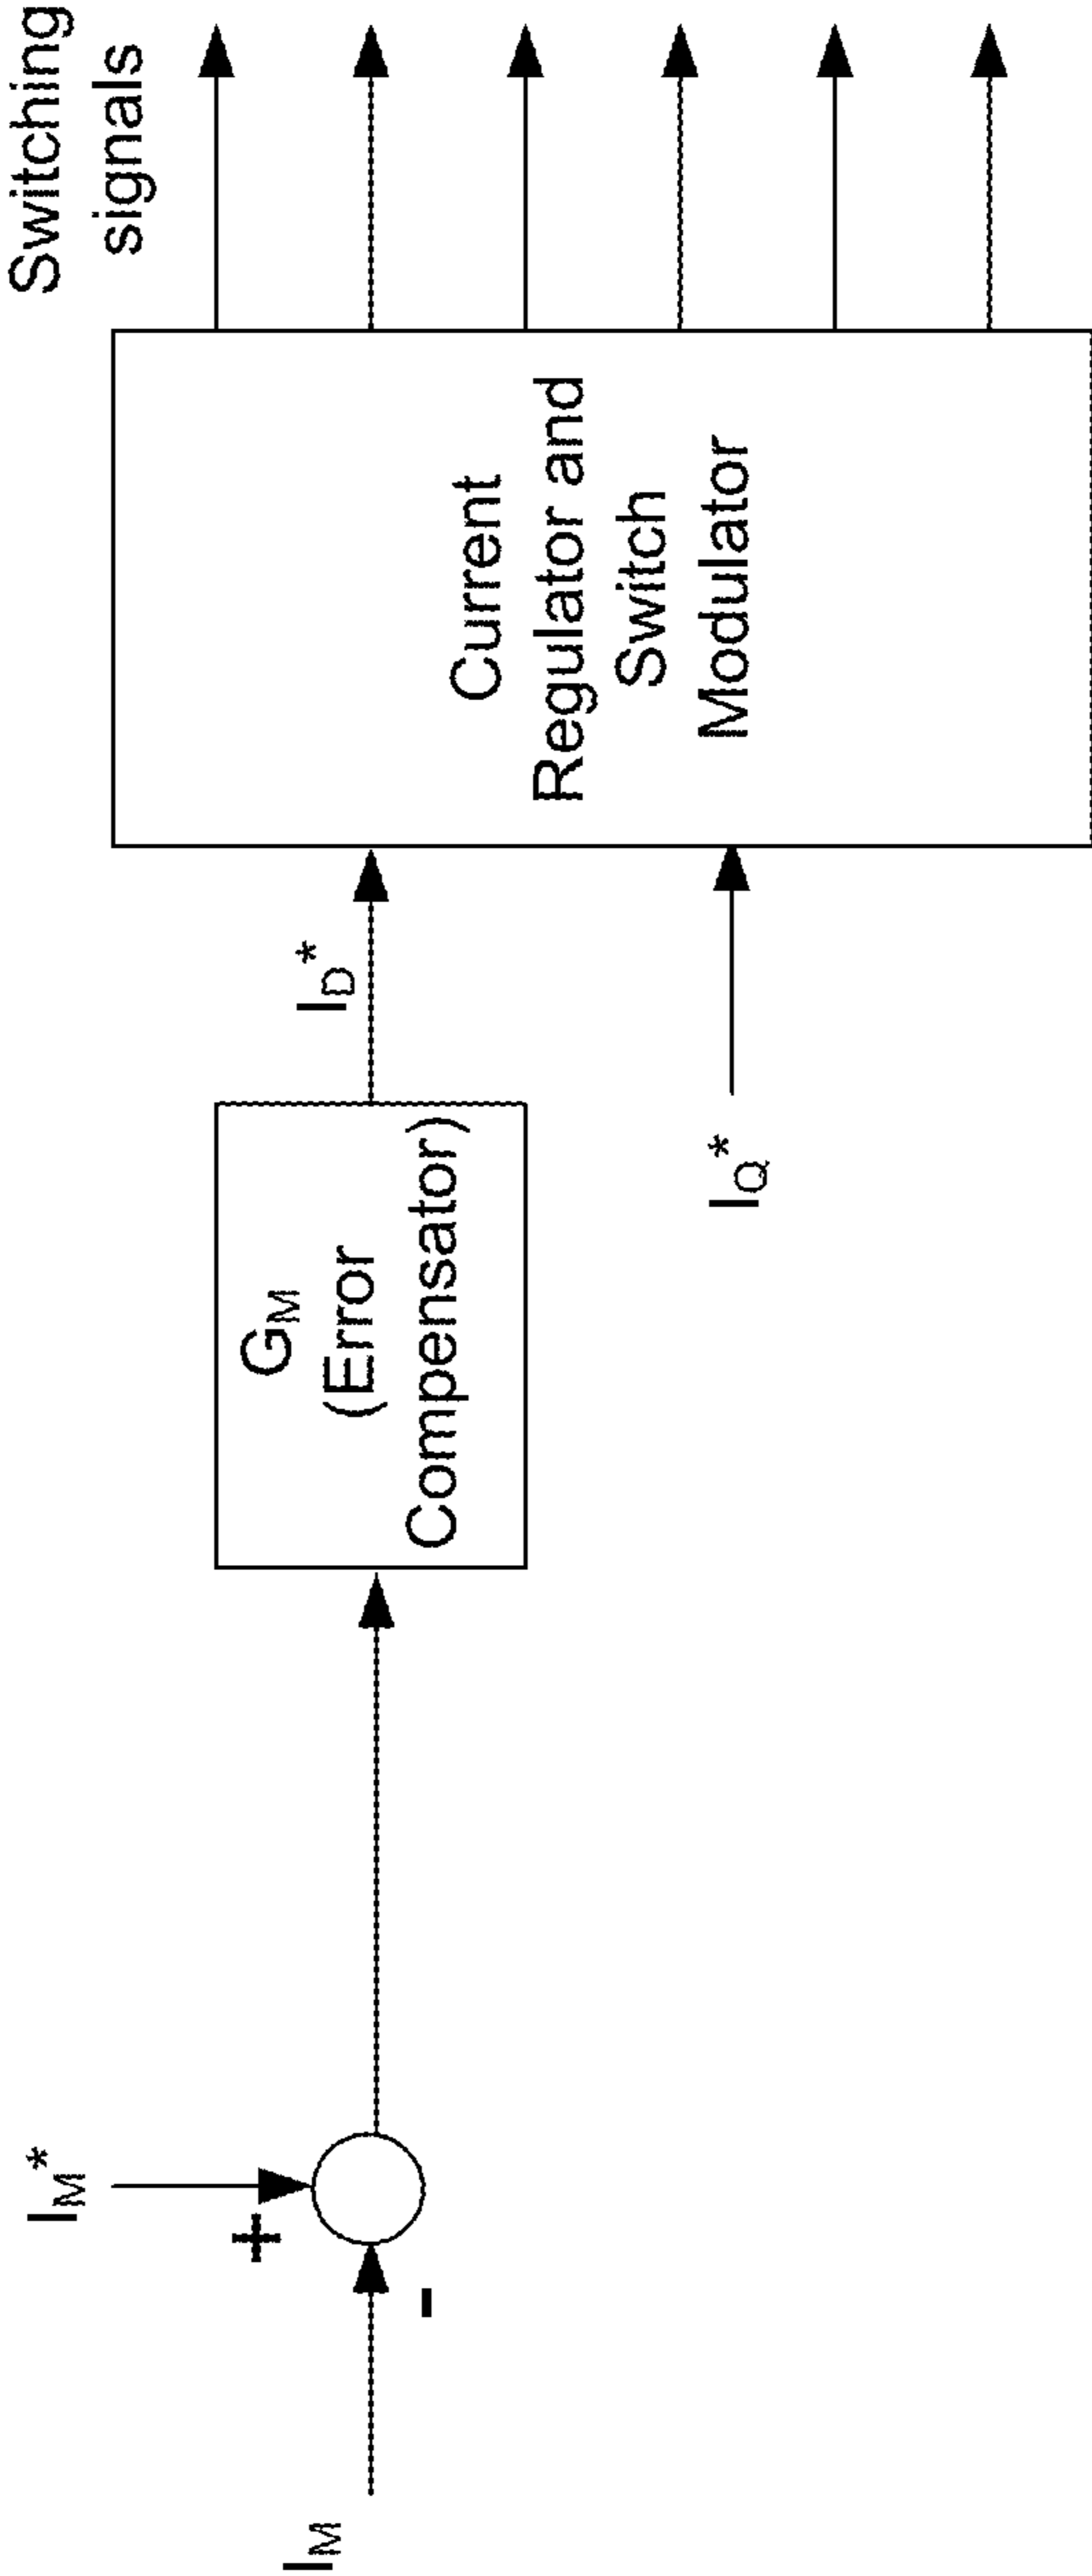 I_M
I_M*
+
-
G_M
(Error
Compensator)
I_D*
I_Q*
Current
Regulator and
Switch
Modulator
Switching
signals